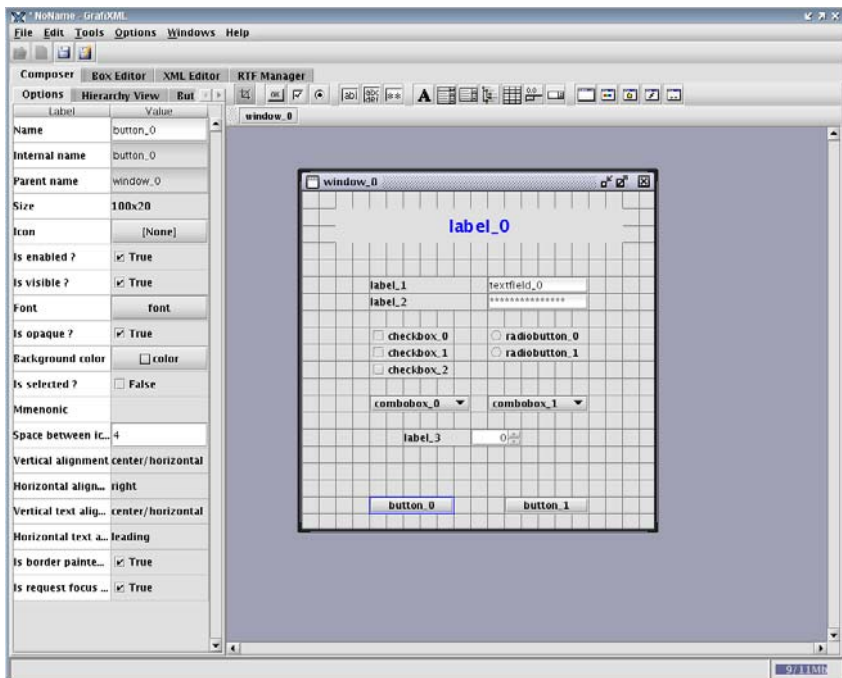 *NoName - GrafiXML
File Edit Tools Options Windows Help
Composer Box Editor XML Editor RTF Manager
Options Hierarchy View But
OK ab| A
window_0
Label Value
Name button_0
Internal name button_0
Parent name window_0
Size 100x20
Icon [None]
Is enabled ? True
Is visible ? True
Font font
Is opaque ? True
Background color color
Is selected ? False
Mmenonic
Space between ic... 4
Vertical alignment center/horizontal
Horizontal align... right
Vertical text alig... center/horizontal
Horizontal text a... leading
Is border painte... True
Is request focus ... True
window_0
label_0
label_1 textfield_0
label_2 ***************
checkbox_0 radiobutton_0
checkbox_1 radiobutton_1
checkbox_2
combobox_0 combobox_1
label_3 0
button_0 button_1
9/11Mb